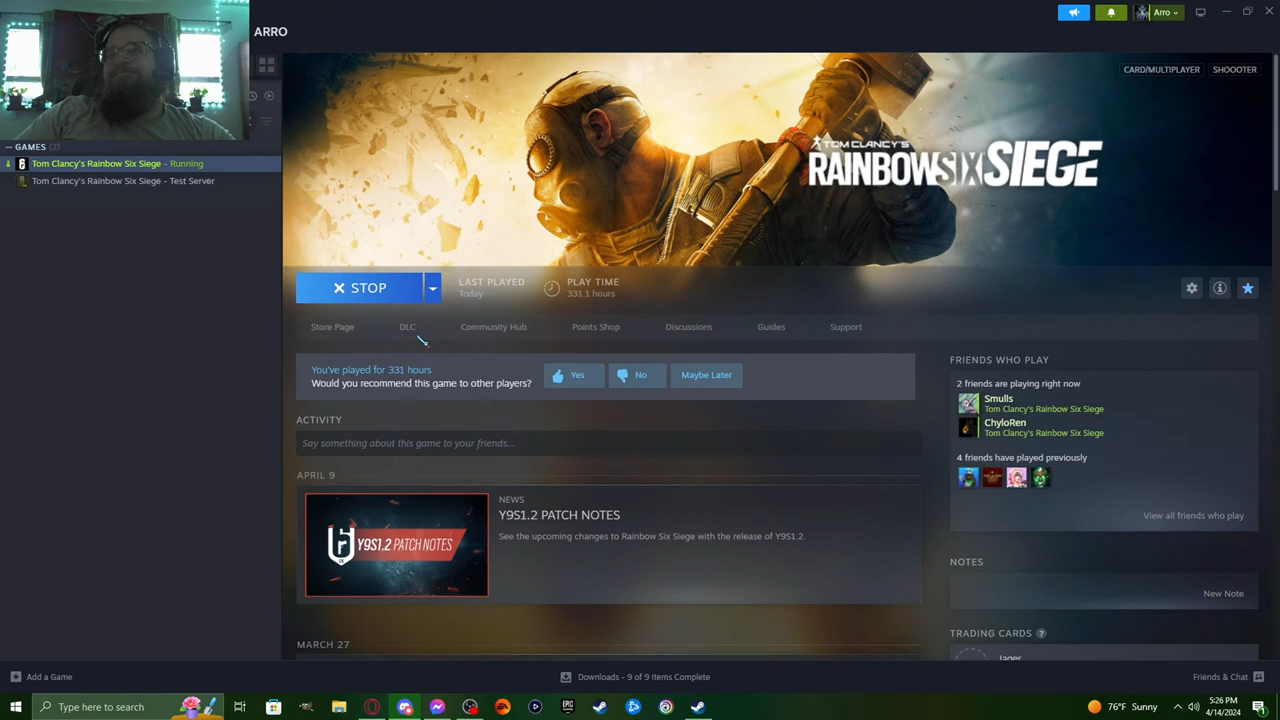 ARRO
Arro
CARD/MULTIPLAYER
SHOOOTER
TOM CLANCY'S
RAINBOWSIXSIEGE
GAMES (2)
Tom Clancy's Rainbow Six Siege - Running
Tom Clancy's Rainbow Six Siege - Test Server
STOP
LAST PLAYED
Today
PLAY TIME
331.1 hours
Store Page
DLC
Community Hub
Points Shop
Discussions
Guides
Support
You've played for 331 hours
Would you recommend this game to other players?
Yes
No
Maybe Later
FRIENDS WHO PLAY
2 friends are playing right now
Smulls
Tom Clancy's Rainbow Six Siege
ChyloRen
Tom Clancy's Rainbow Six Siege
4 friends have played previously
View all friends who play
ACTIVITY
Say something about this game to your friends...
APRIL 9
Y9S1.2 PATCH NOTES
NEWS
Y9S1.2 PATCH NOTES
See the upcoming changes to Rainbow Six Siege with the release of Y9S1.2.
NOTES
New Note
TRADING CARDS ?
Jager
MARCH 27
Add a Game
Downloads - 9 of 9 Items Complete
Friends & Chat
Type here to search
EA
EPIC
76°F Sunny
5:26 PM
4/14/2024